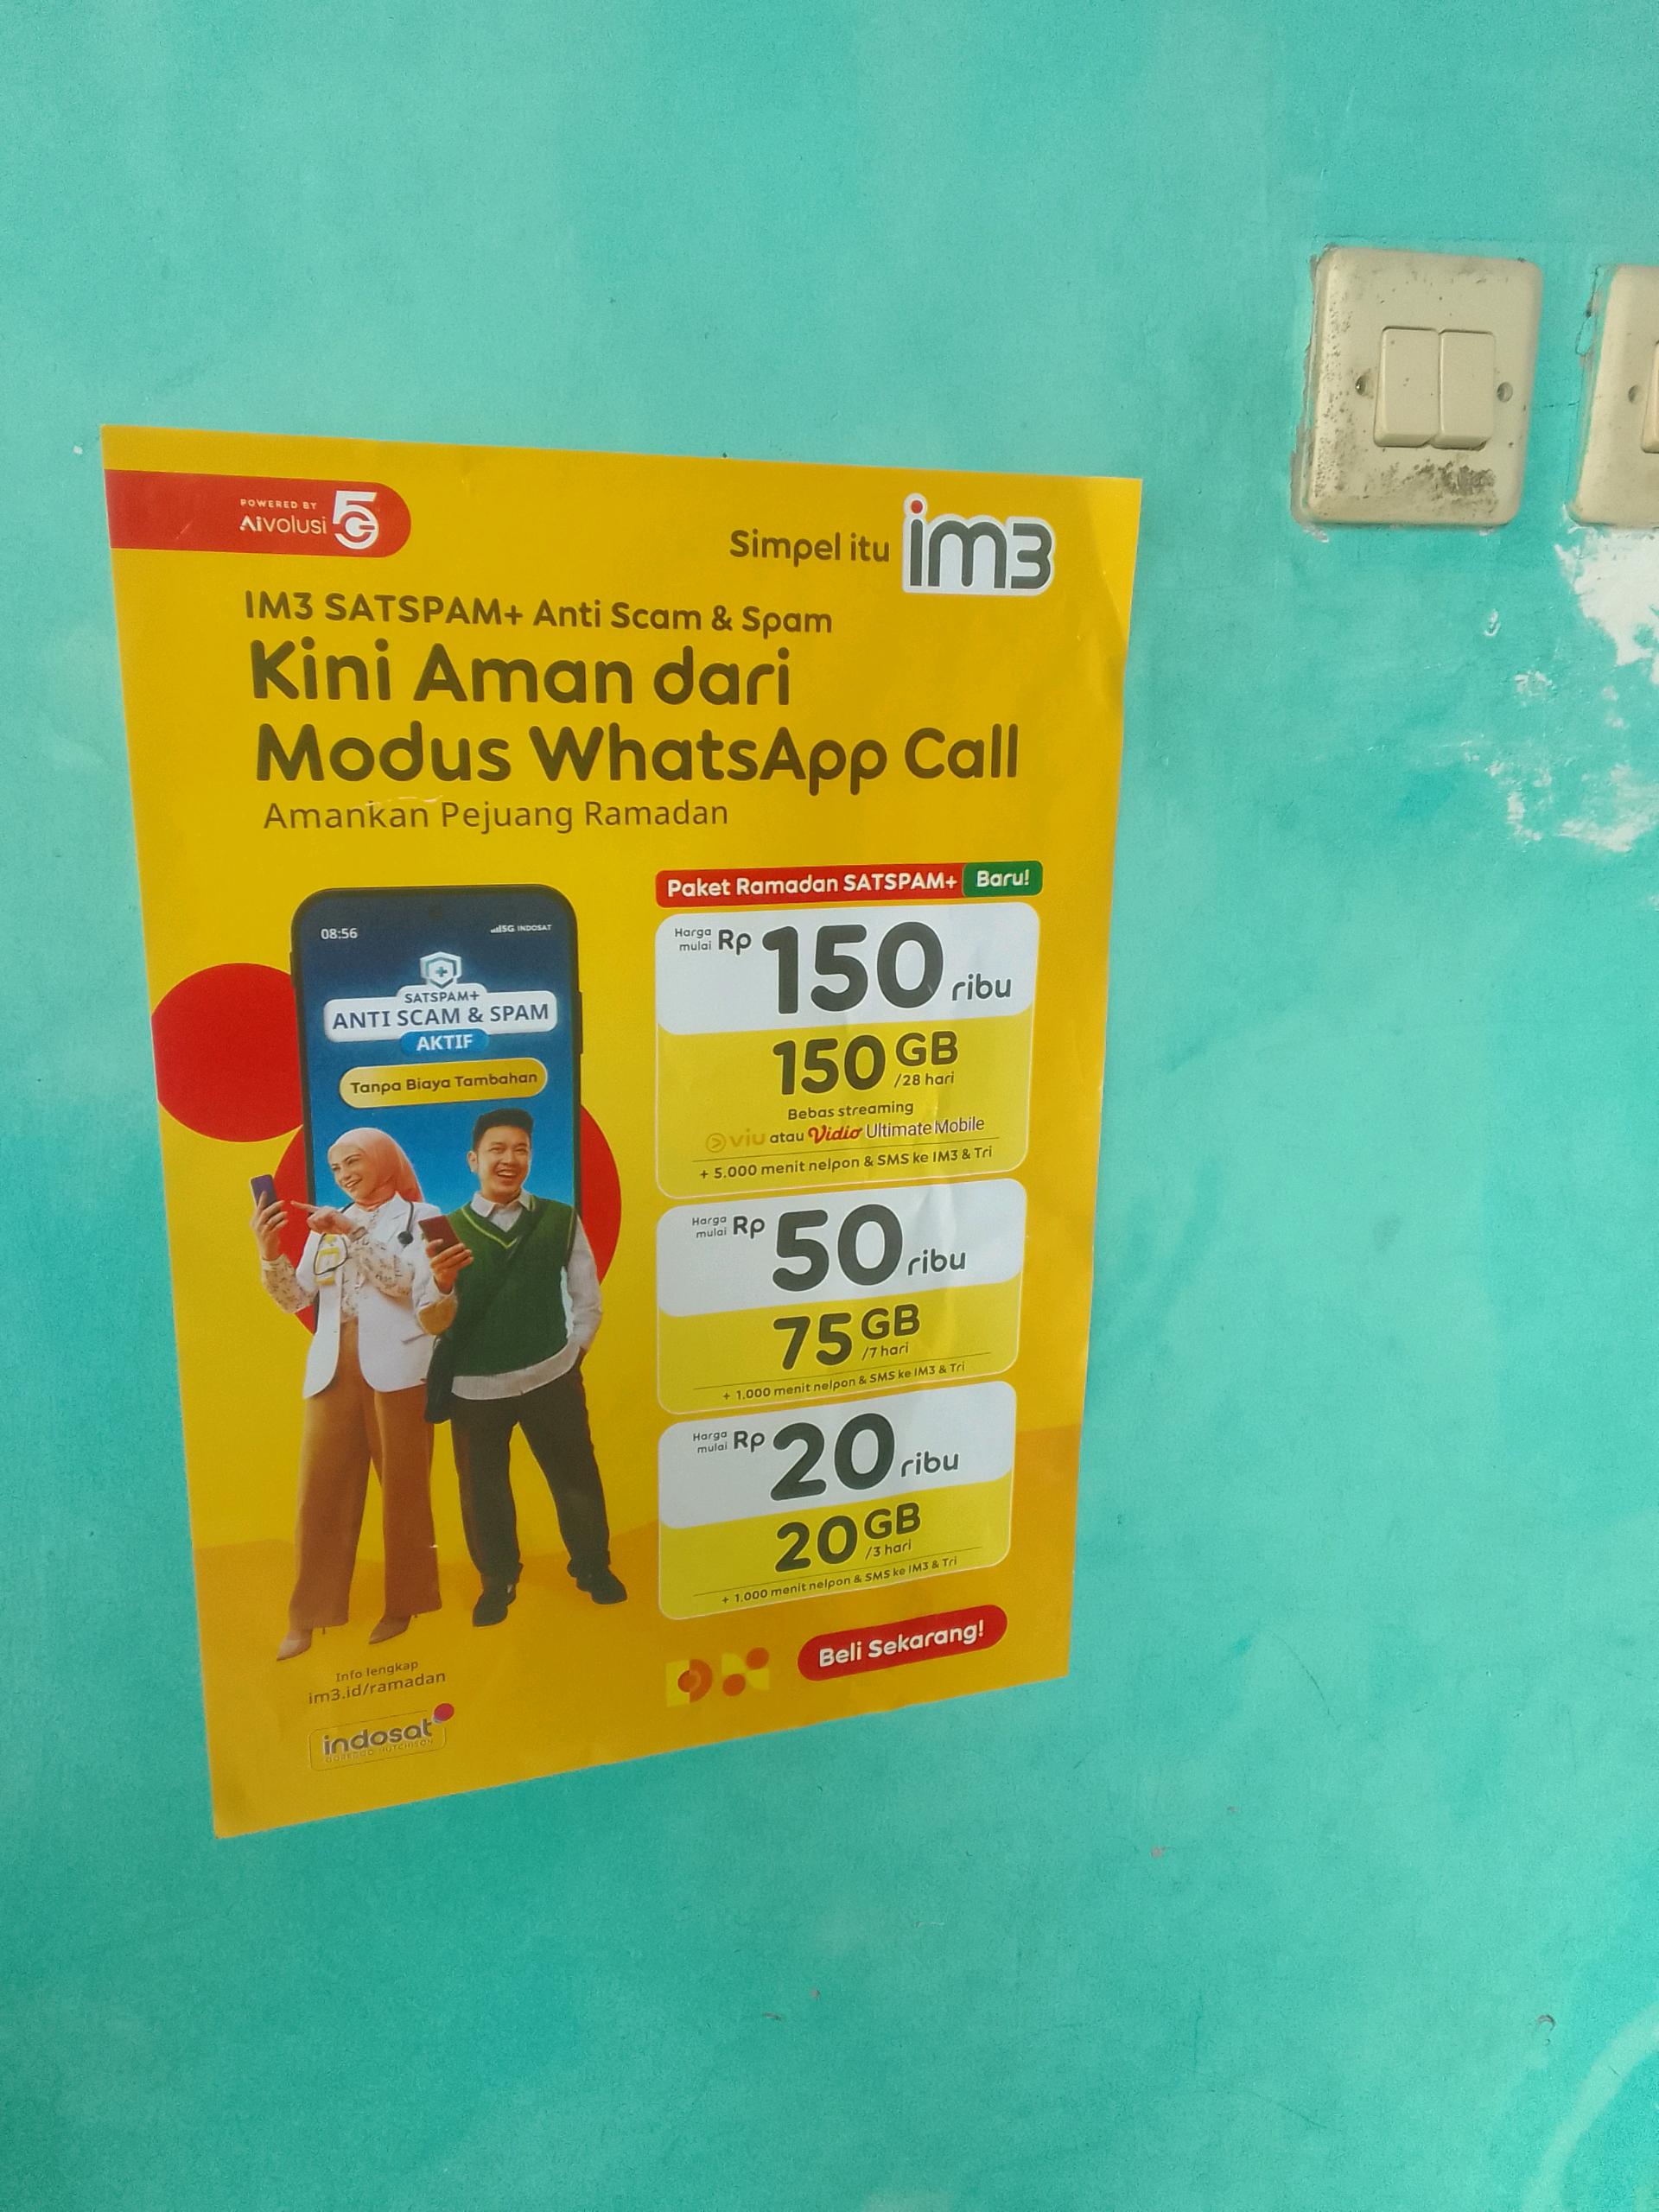 POWERED BY
AIvolusi 5G
Simpel itu im3
IM3 SATSPAM+ Anti Scam & Spam
Kini Aman dari
Modus WhatsApp Call
Amankan Pejuang Ramadan
08:56
5G INDOSAT
SATSPAM+
ANTI SCAM & SPAM
AKTIF
Tanpa Biaya Tambahan
Paket Ramadan SATSPAM+ Baru!
Harga mulai Rp 150 ribu
150 GB
/28 hari
Bebas streaming
viu atau Vidio Ultimate Mobile
+ 5.000 menit nelpon & SMS ke IM3 & Tri
Harga mulai Rp 50 ribu
75 GB
/7 hari
+ 1.000 menit nelpon & SMS ke IM3 & Tri
Harga mulai Rp 20 ribu
20 GB
/3 hari
+ 1.000 menit nelpon & SMS ke IM3 & Tri
Beli Sekarang!
Info lengkap
im3.id/ramadan
indosat
OOREDOO HUTCHISON